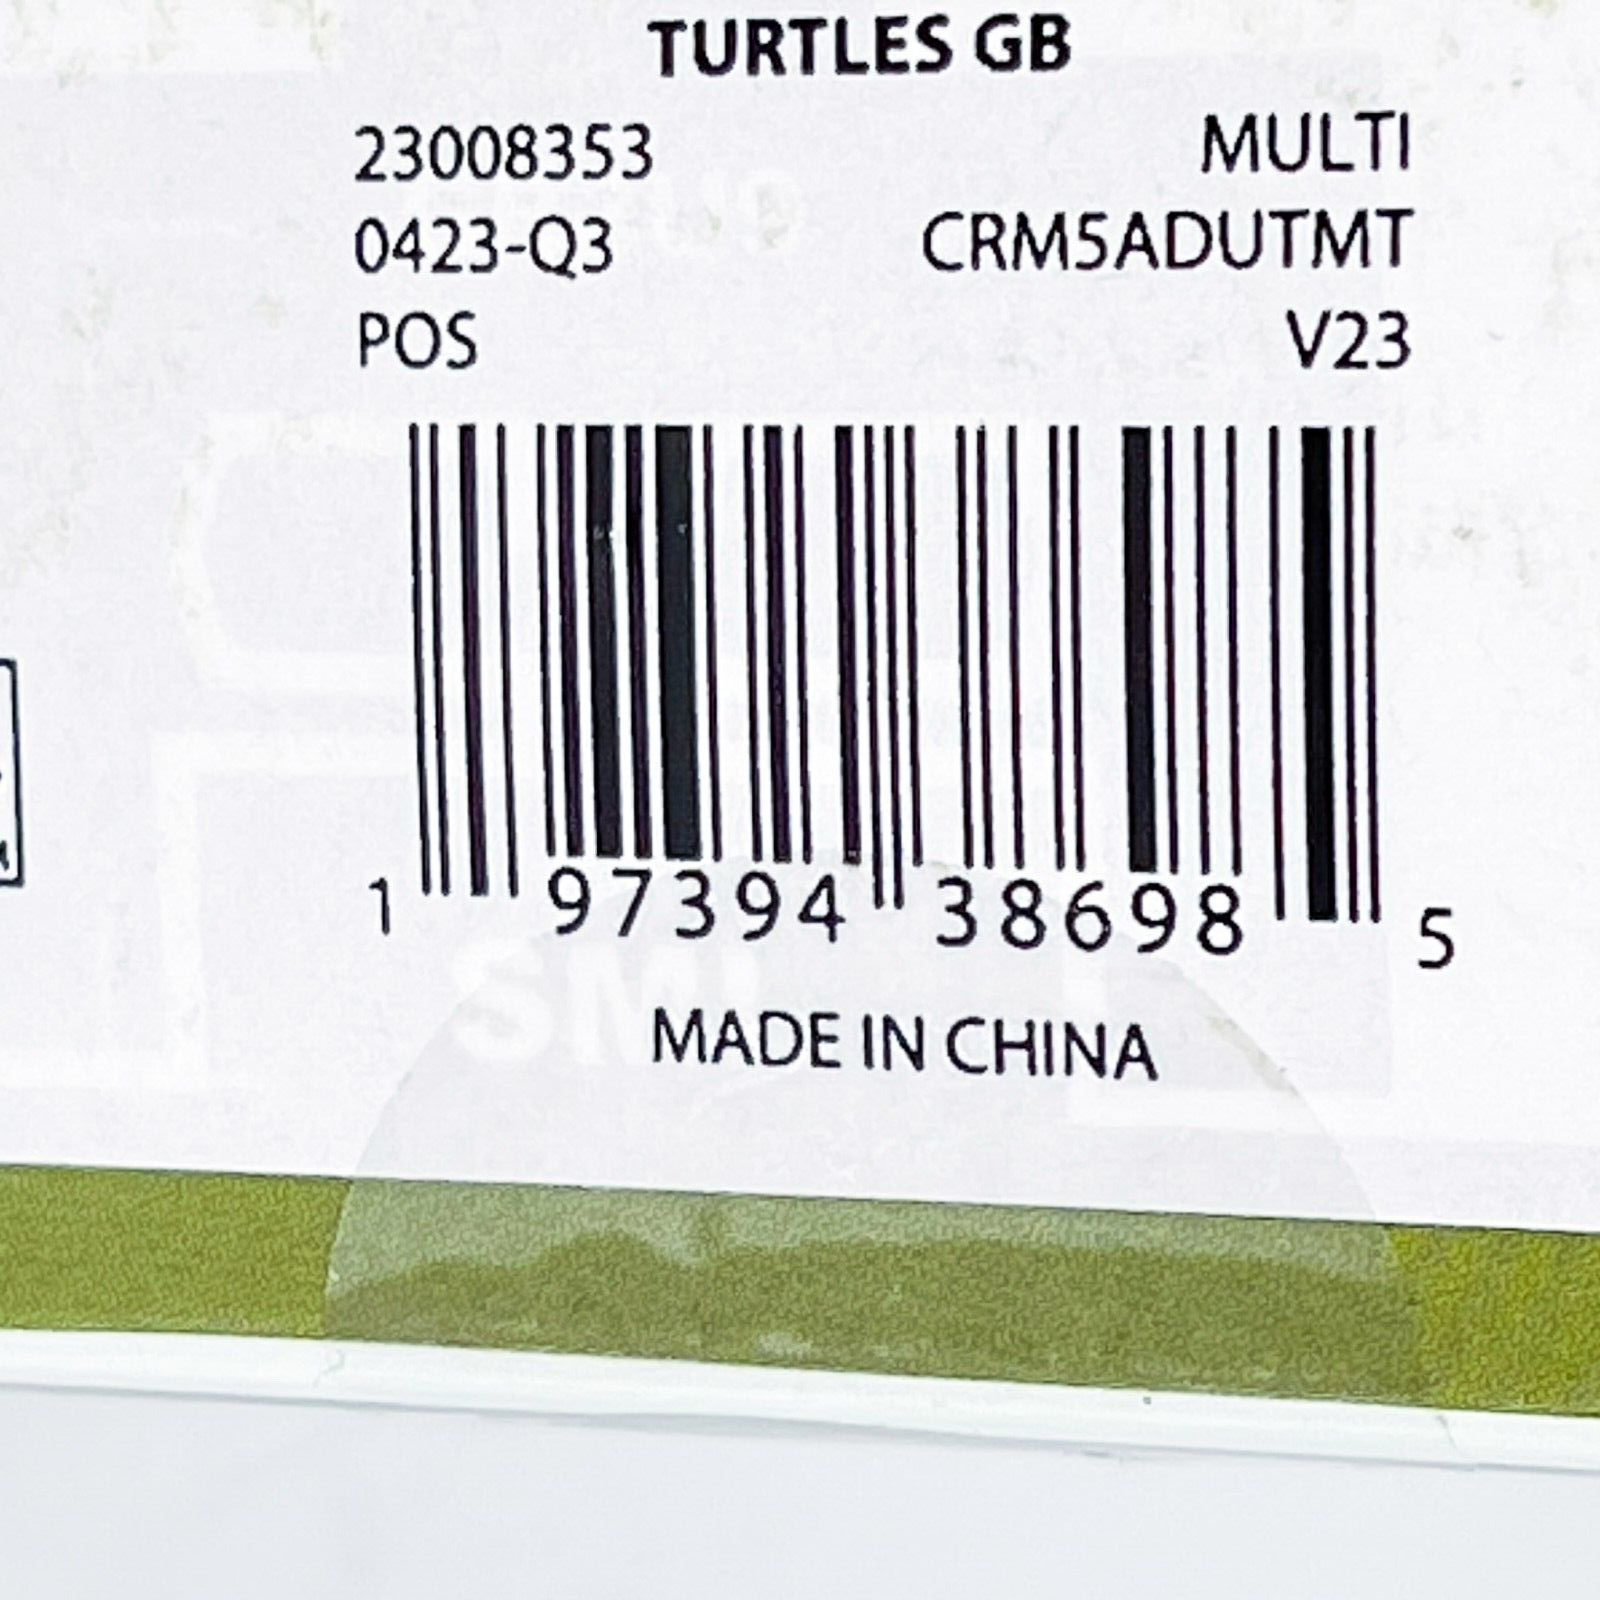 TURTLES GB
23008353 MULTI
0423-Q3 CRM5ADUTMT
POS V23
1 97394 38698 5
MADE IN CHINA